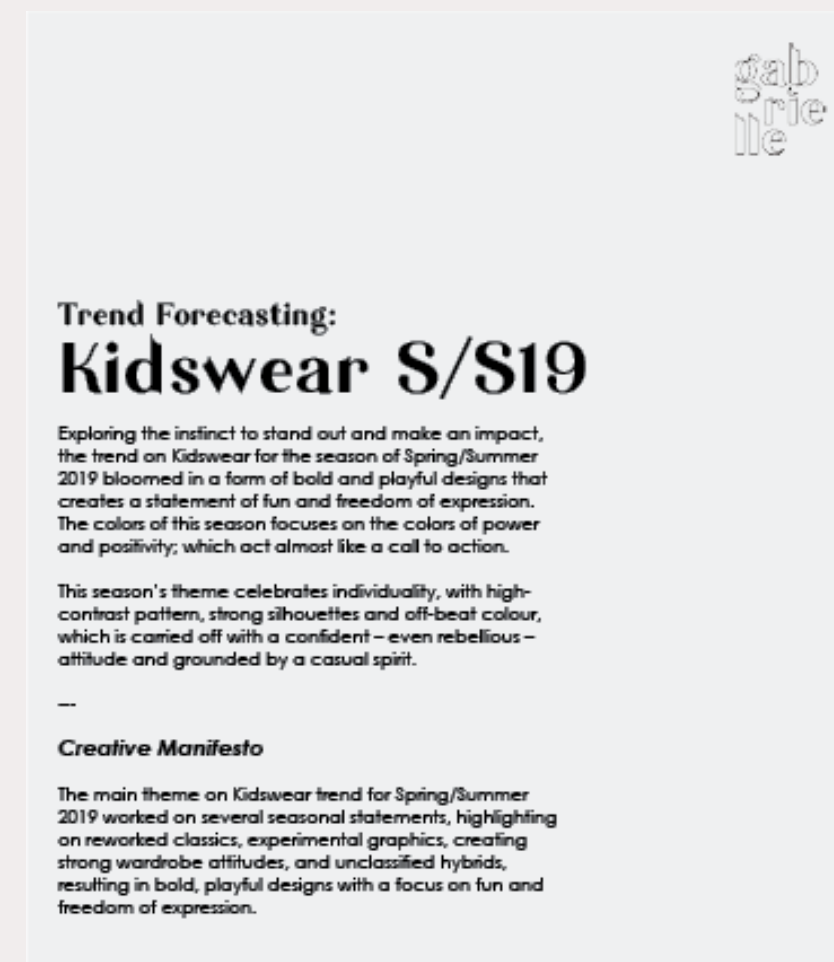 gab
rie
lle
Trend Forecasting:
Kidswear S/S19
Exploring the instinct to stand out and make an impact,
the trend on Kidswear for the season of Spring/Summer
2019 bloomed in a form of bold and playful designs that
creates a statement of fun and freedom of expression.
The colors of this season focuses on the colors of power
and positivity; which act almost like a call to action.
This season's theme celebrates individuality, with high-
contrast pattern, strong silhouettes and off-beat colour,
which is carried off with a confident – even rebellious –
attitude and grounded by a casual spirit.
—-
Creative Manifesto
The main theme on Kidswear trend for Spring/Summer
2019 worked on several seasonal statements, highlighting
on reworked classics, experimental graphics, creating
strong wardrobe attitudes, and unclassified hybrids,
resulting in bold, playful designs with a focus on fun and
freedom of expression.